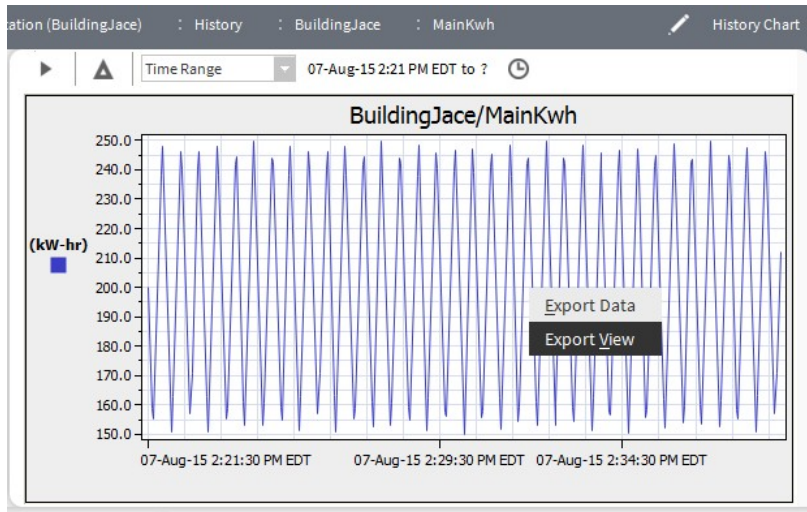 ation (BuildingJace) : History : BuildingJace : MainKwh History Chart
Time Range 07-Aug-15 2:21 PM EDT to ?
BuildingJace/MainKwh
250.0
240.0
230.0
220.0
(kW-hr)
210.0
200.0
Export Data
190.0
Export View
180.0
170.0
160.0
150.0
07-Aug-15 2:21:30 PM EDT 07-Aug-15 2:29:30 PM EDT 07-Aug-15 2:34:30 PM EDT